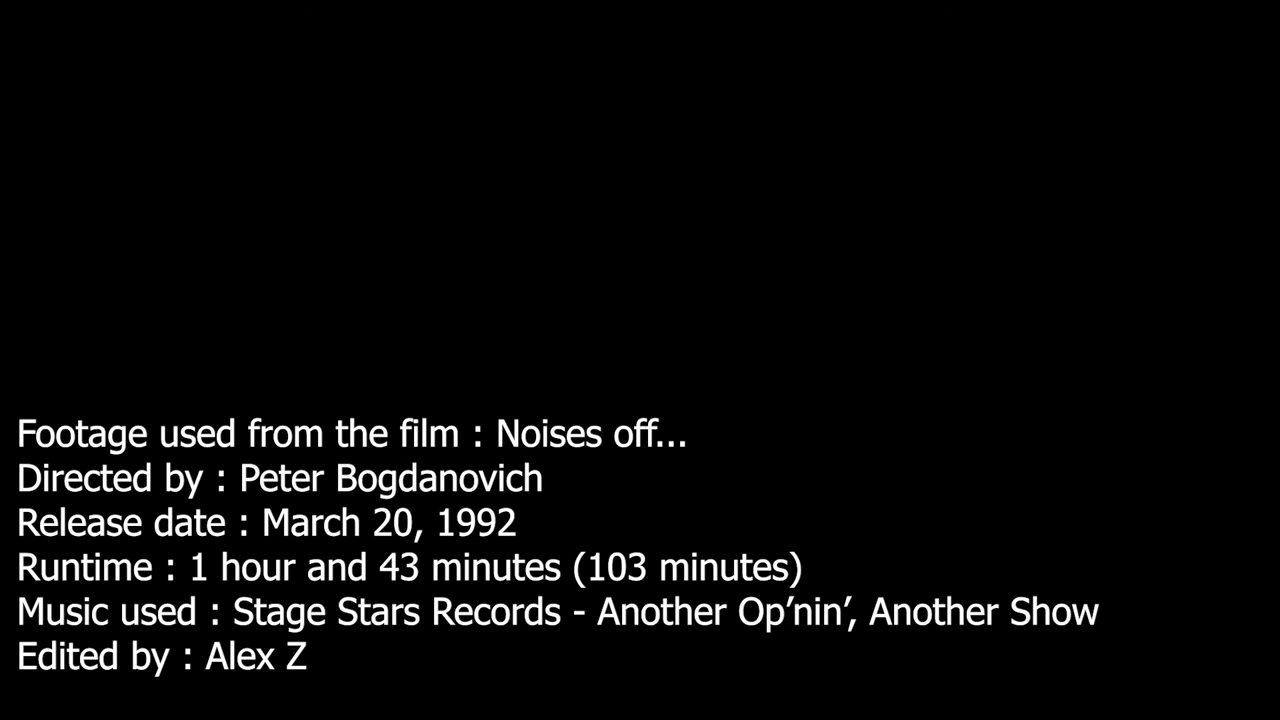 Footage used from the film : Noises off...
Directed by : Peter Bogdanovich
Release date : March 20, 1992
Runtime : 1 hour and 43 minutes (103 minutes)
Music used : Stage Stars Records - Another Op’nin’, Another Show
Edited by : Alex Z